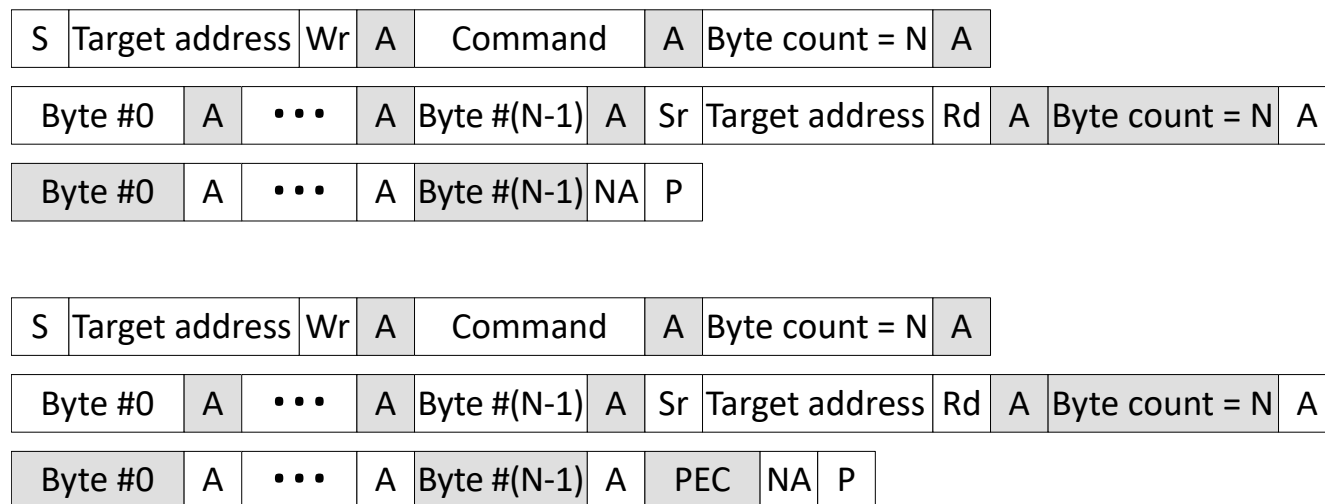 S Target address Wr A Command A Byte count = N A
Byte #0 A ••• A Byte #(N-1) A Sr Target address Rd A Byte count = N A
Byte #0 A ••• A Byte #(N-1) NA P
S Target address Wr A Command A Byte count = N A
Byte #0 A ••• A Byte #(N-1) A Sr Target address Rd A Byte count = N A
Byte #0 A ••• A Byte #(N-1) A PEC NA P